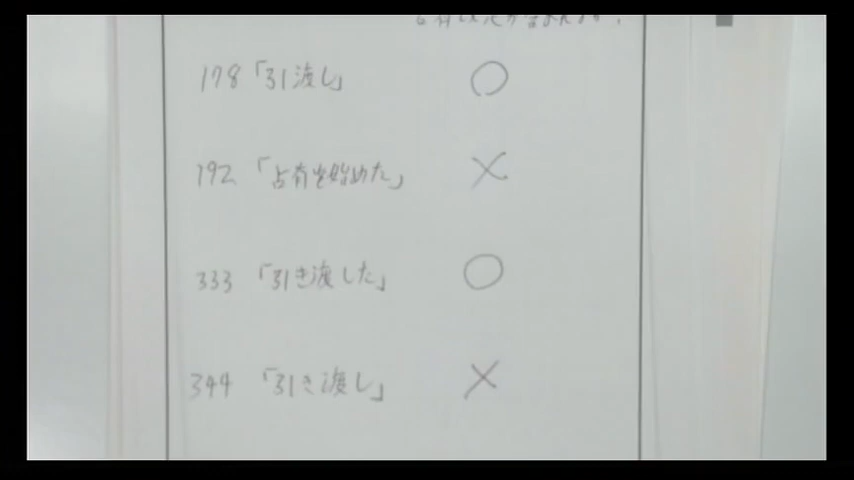 178「引渡し」 ○
192「占有を始めた」 ×
333「引き渡した」 ○
344「引き渡し」 ×